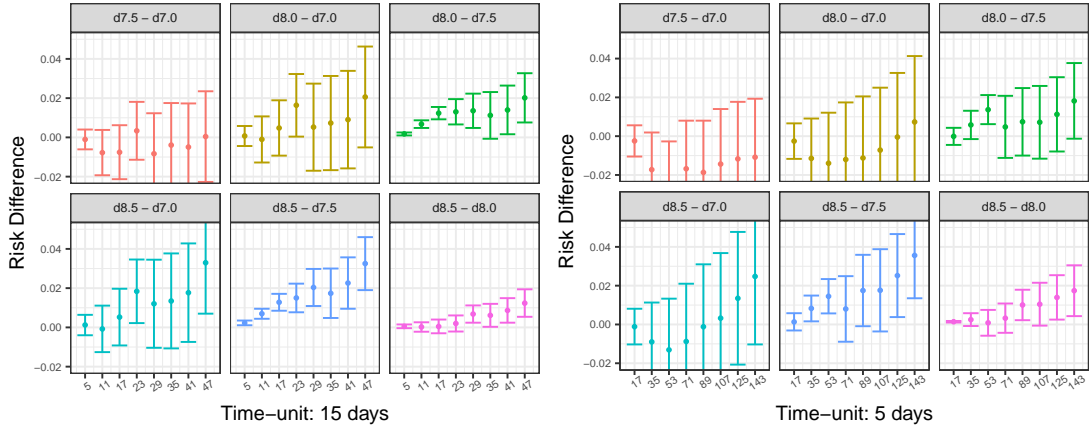 d7.5 − d7.0
d8.0 − d7.0
d8.0 − d7.5
0.04
0.02
0.00
−0.02
d8.5 − d7.0
d8.5 − d7.5
d8.5 − d8.0
0.04
0.02
0.00
−0.02
5 11 17 23 29 35 41 47
5 11 17 23 29 35 41 47
5 11 17 23 29 35 41 47
Risk Difference
Time−unit: 15 days
d7.5 − d7.0
d8.0 − d7.0
d8.0 − d7.5
0.04
0.02
0.00
−0.02
d8.5 − d7.0
d8.5 − d7.5
d8.5 − d8.0
0.04
0.02
0.00
−0.02
17 35 53 71 89 107 125 143
17 35 53 71 89 107 125 143
17 35 53 71 89 107 125 143
Risk Difference
Time−unit: 5 days